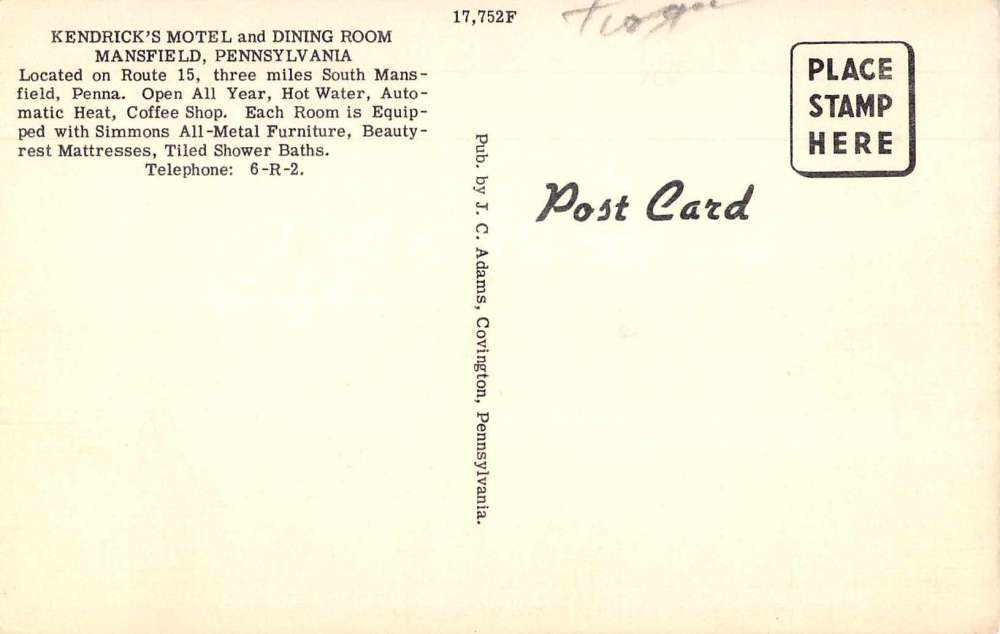 17,752F
Tioga
KENDRICK'S MOTEL and DINING ROOM
MANSFIELD, PENNSYLVANIA
Located on Route 15, three miles South Mans-
field, Penna. Open All Year, Hot Water, Auto-
matic Heat, Coffee Shop. Each Room is Equip-
ped with Simmons All-Metal Furniture, Beauty-
rest Mattresses, Tiled Shower Baths.
Telephone: 6-R-2.
Pub. by J. C. Adams, Covington, Pennsylvania.
Post Card
PLACE
STAMP
HERE